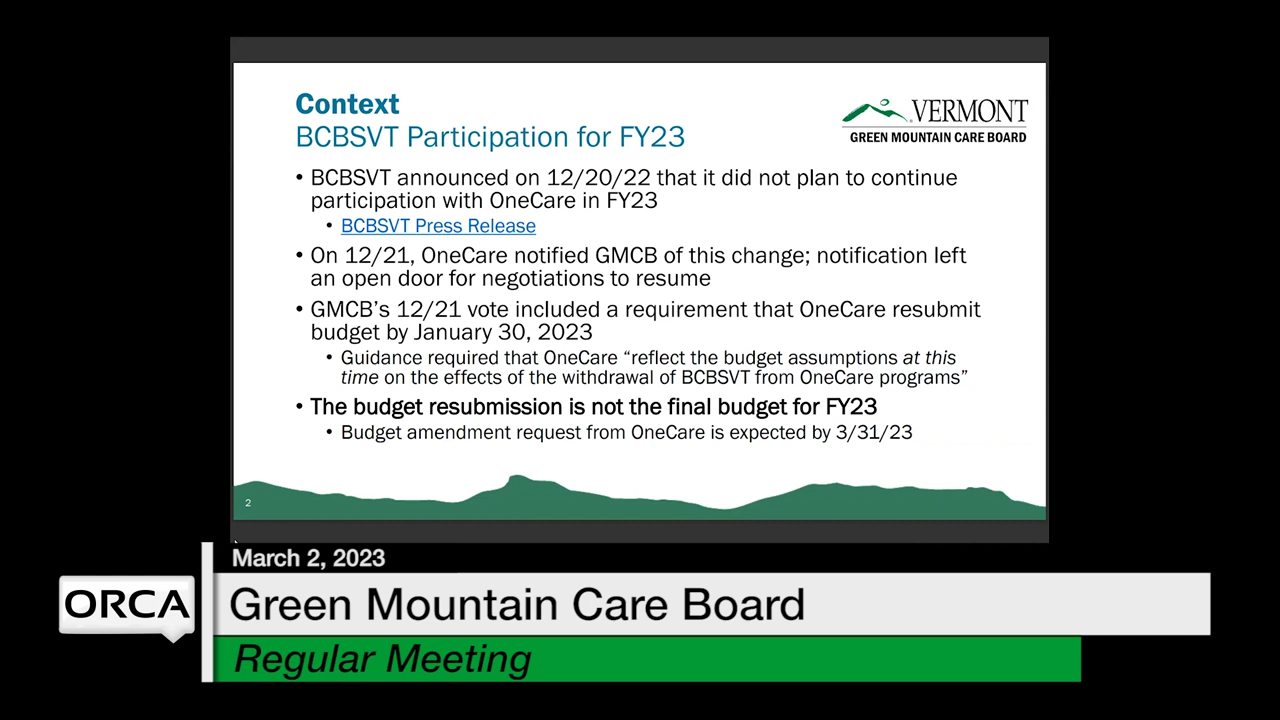 Context
BCBSVT Participation for FY23
VERMONT
GREEN MOUNTAIN CARE BOARD
• BCBSVT announced on 12/20/22 that it did not plan to continue
participation with OneCare in FY23
• BCBSVT Press Release
• On 12/21, OneCare notified GMCB of this change; notification left
an open door for negotiations to resume
• GMCB's 12/21 vote included a requirement that OneCare resubmit
budget by January 30, 2023
• Guidance required that OneCare “reflect the budget assumptions at this
time on the effects of the withdrawal of BCBSVT from OneCare programs”
• The budget resubmission is not the final budget for FY23
• Budget amendment request from OneCare is expected by 3/31/23
2
March 2, 2023
ORCA
Green Mountain Care Board
Regular Meeting